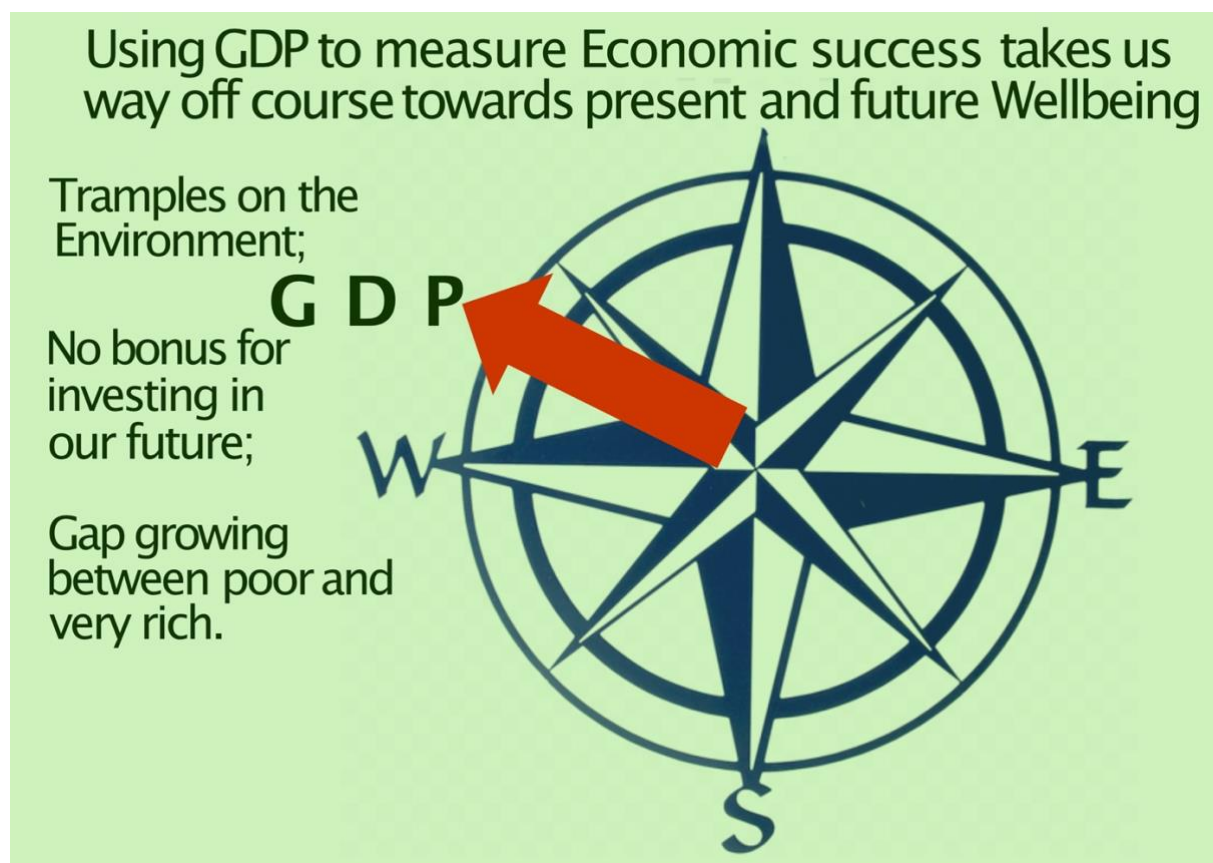 Using GDP to measure Economic success takes us
way off course towards present and future Wellbeing
Tramples on the
Environment;
G D P
No bonus for
investing in
our future;
W
E
Gap growing
between poor and
very rich.
S